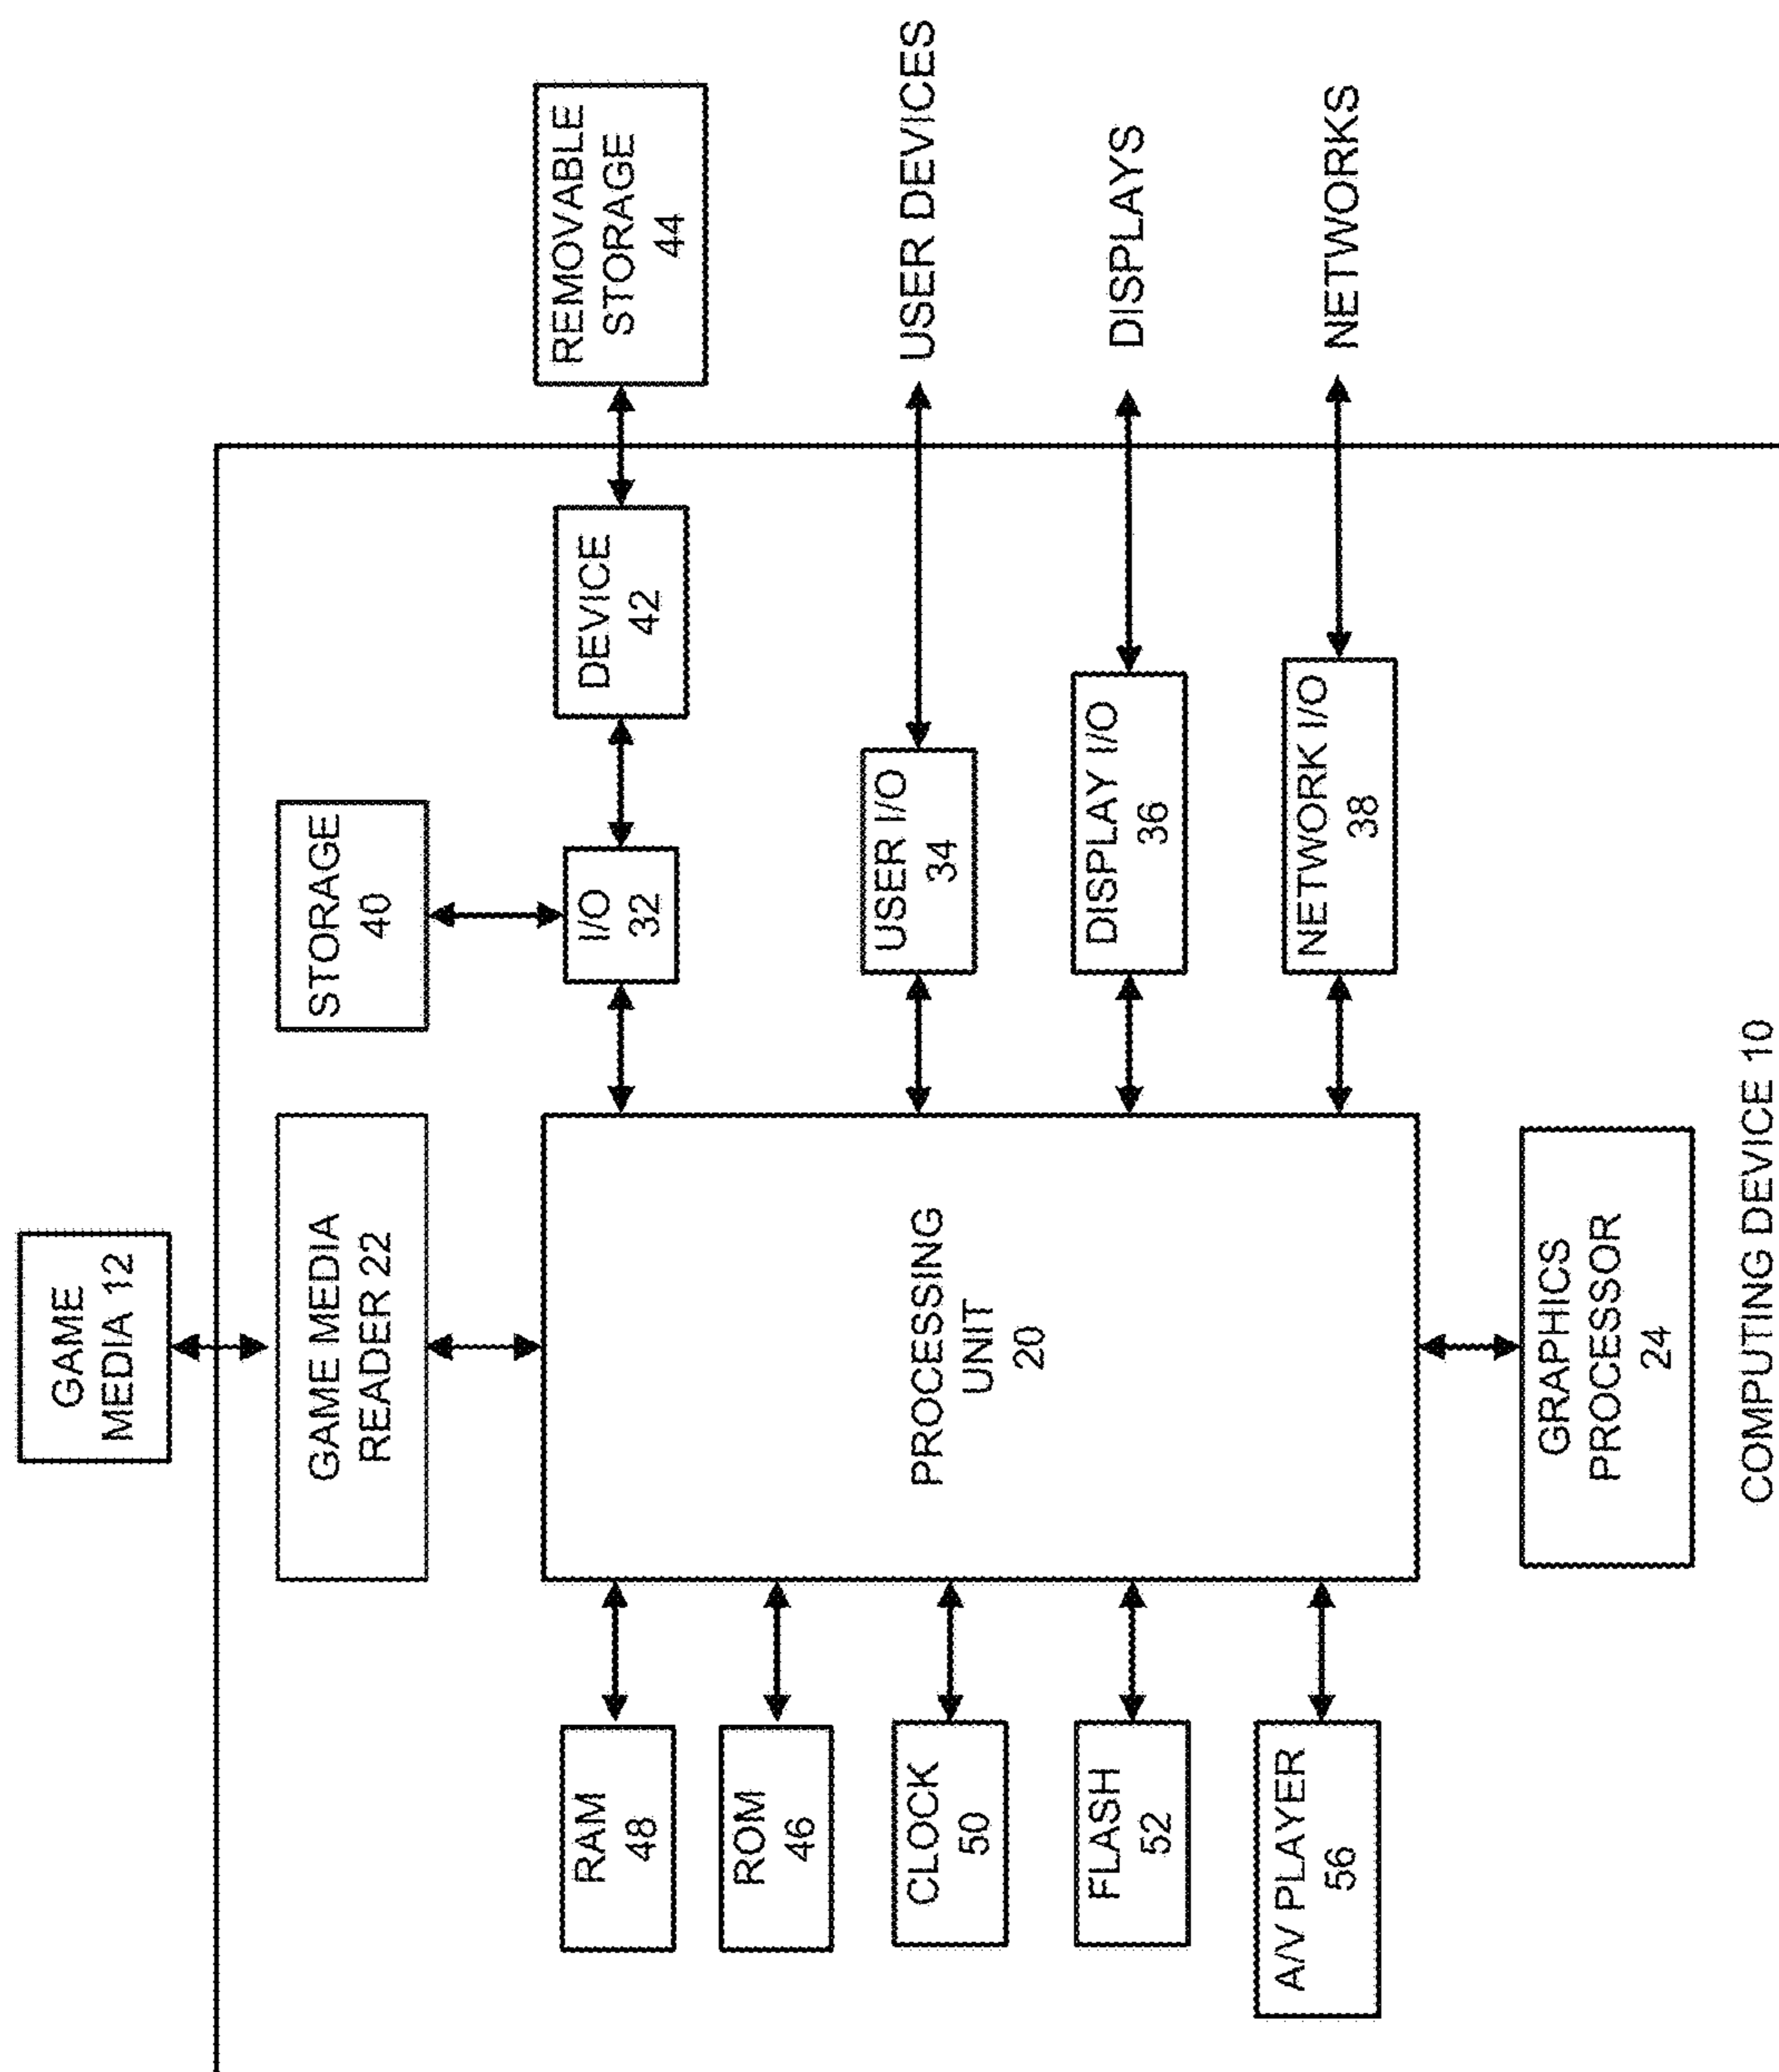 GAME
MEDIA 12
GAME MEDIA
READER 22
STORAGE
40
REMOVABLE
STORAGE
44
DEVICE
42
I/O
32
RAM
48
ROM
46
CLOCK
50
FLASH
52
A/V PLAYER
56
PROCESSING
UNIT
20
USER I/O
34
USER DEVICES
DISPLAY I/O
36
DISPLAYS
NETWORK I/O
38
NETWORKS
GRAPHICS
PROCESSOR
24
COMPUTING DEVICE 10